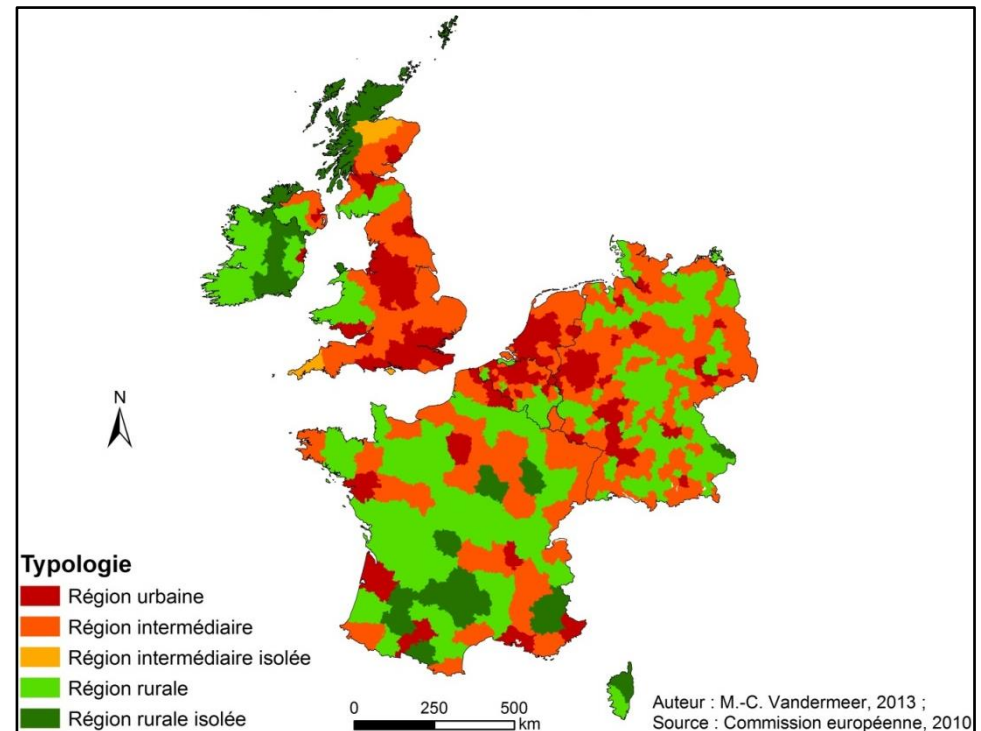 N
Typologie
Région urbaine
Région intermédiaire
Région intermédiaire isolée
Région rurale
Région rurale isolée
0 250 500
km
Auteur : M.-C. Vandermeer, 2013 ;
Source : Commission européenne, 2010